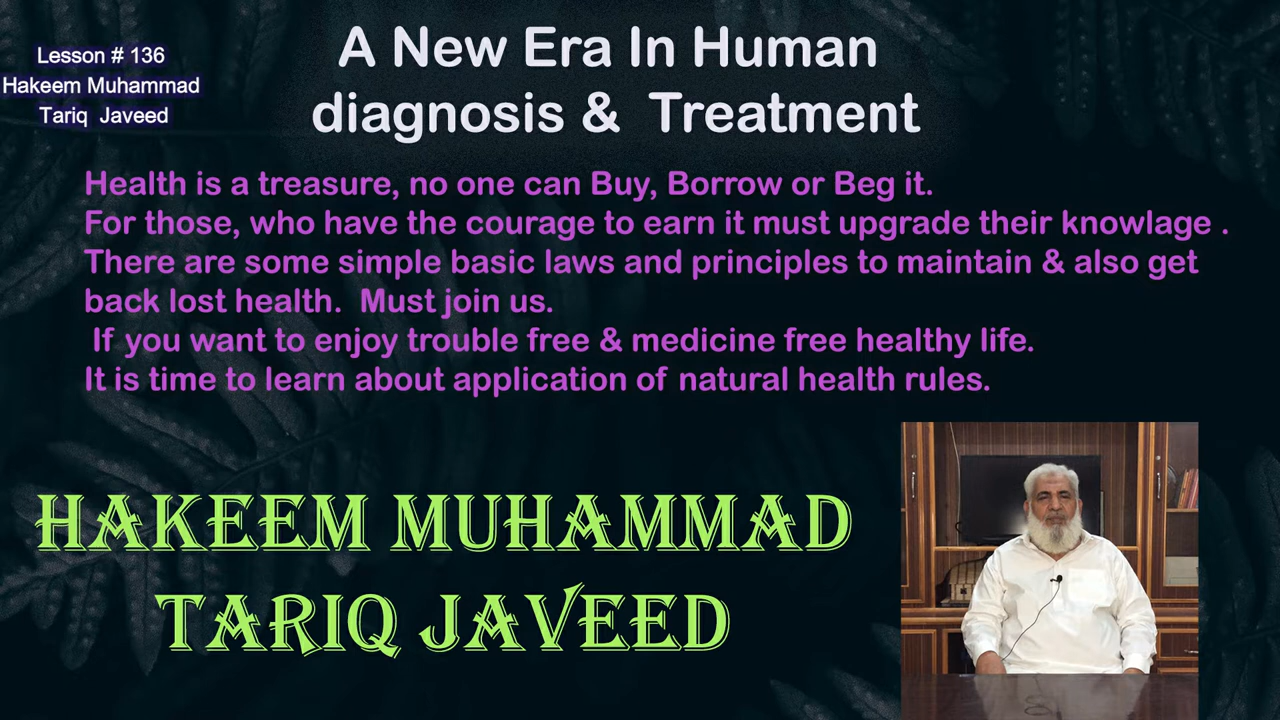 Lesson # 136
Hakeem Muhammad
Tariq Javeed
A New Era In Human
diagnosis & Treatment
Health is a treasure, no one can Buy, Borrow or Beg it.
For those, who have the courage to earn it must upgrade their knowlage .
There are some simple basic laws and principles to maintain & also get
back lost health. Must join us.
If you want to enjoy trouble free & medicine free healthy life.
It is time to learn about application of natural health rules.
HAKEEM MUHAMMAD
TARIQ JAVEED